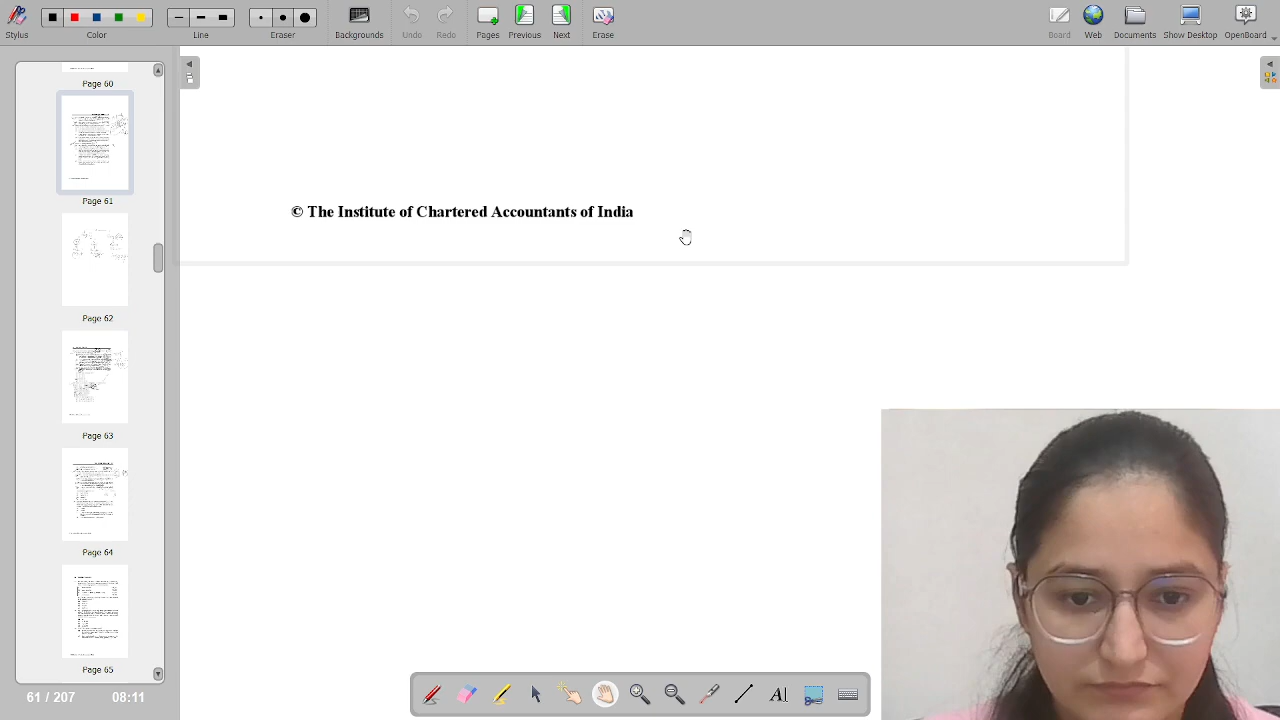 Stylus
Color
Line
Eraser
Backgrounds
Undo
Redo
Pages
Previous
Next
Erase
Board
Web
Documents
Show Desktop
OpenBoard
Page 60
Page 61
Page 62
Page 63
Page 64
Page 65
61 / 207 08:11
© The Institute of Chartered Accountants of India
AI